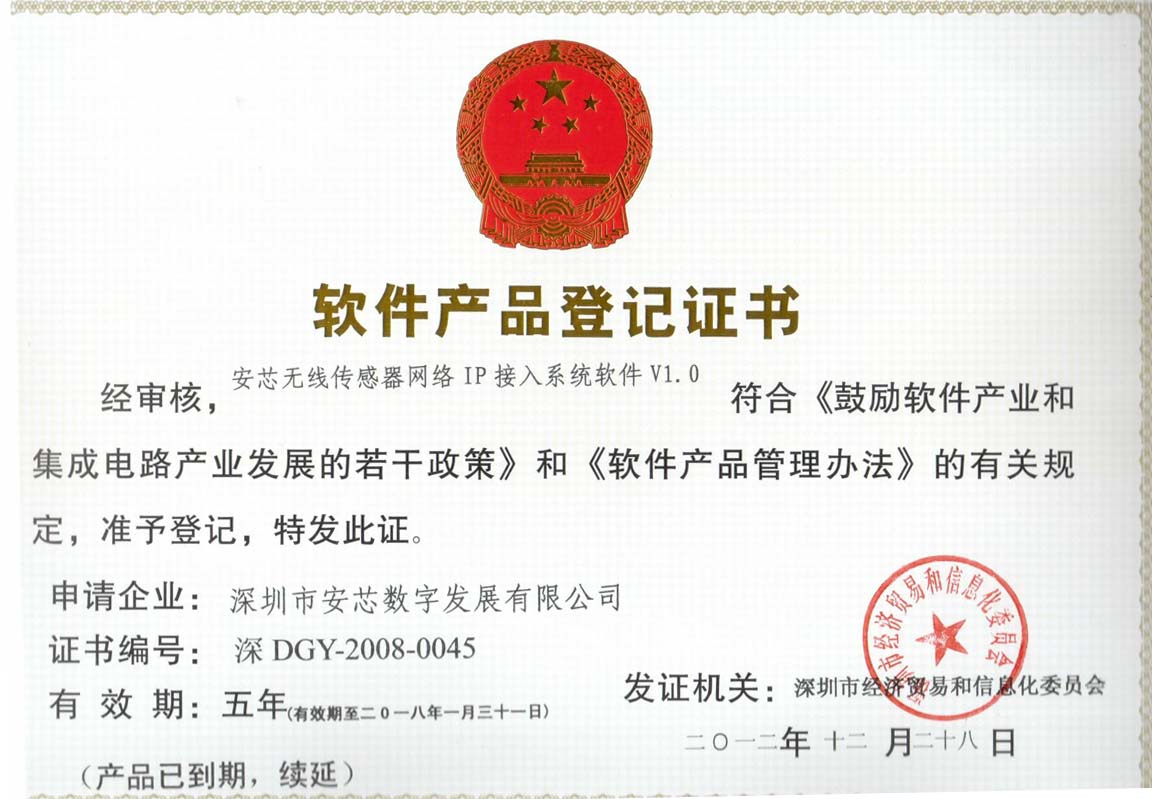 软件产品登记证书
经审核，安芯无线传感器网络 IP 接入系统软件 V1.0 符合《鼓励软件产业和
集成电路产业发展的若干政策》和《软件产品管理办法》的有关规
定，准予登记，特发此证。
申请企业：深圳市安芯数字发展有限公司
证书编号：深 DGY-2008-0045
有 效 期：五年(有效期至二０一八年一月三十一日)
（产品已到期，续延）
深圳市经济贸易和信息化委员会
发证机关：深圳市经济贸易和信息化委员会
二〇一二年 十二 月二十八 日